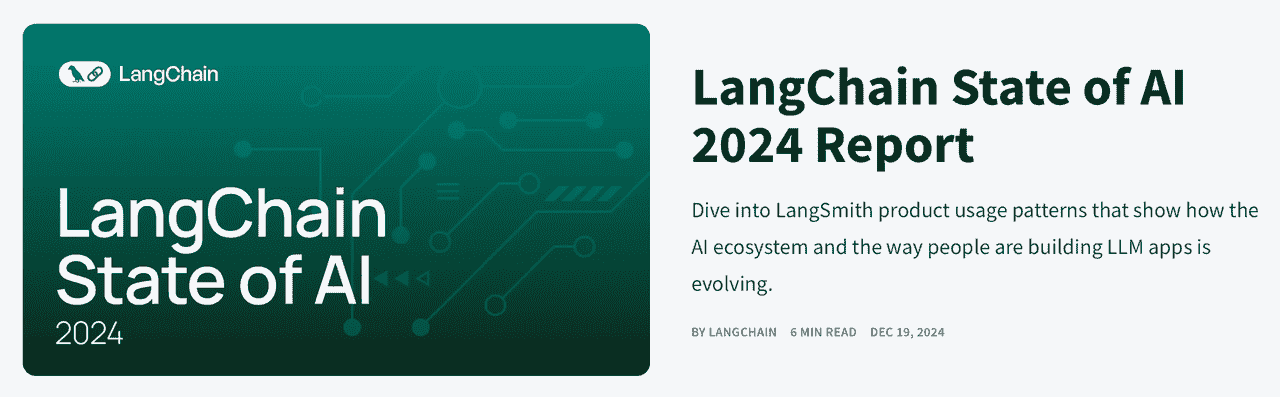 LangChain
LangChain
State of AI
2024
LangChain State of AI
2024 Report
Dive into LangSmith product usage patterns that show how the
AI ecosystem and the way people are building LLM apps is
evolving.
BY LANGCHAIN 6 MIN READ DEC 19, 2024